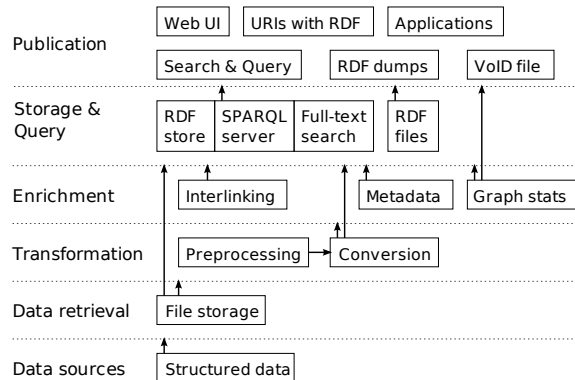 Publication
Web UI
URIs with RDF
Applications
Search & Query
RDF dumps
VoID file
Storage &
Query
RDF
store
SPARQL
server
Full-text
search
RDF
files
Enrichment
Interlinking
Metadata
Graph stats
Transformation
Preprocessing
Conversion
Data retrieval
File storage
Data sources
Structured data